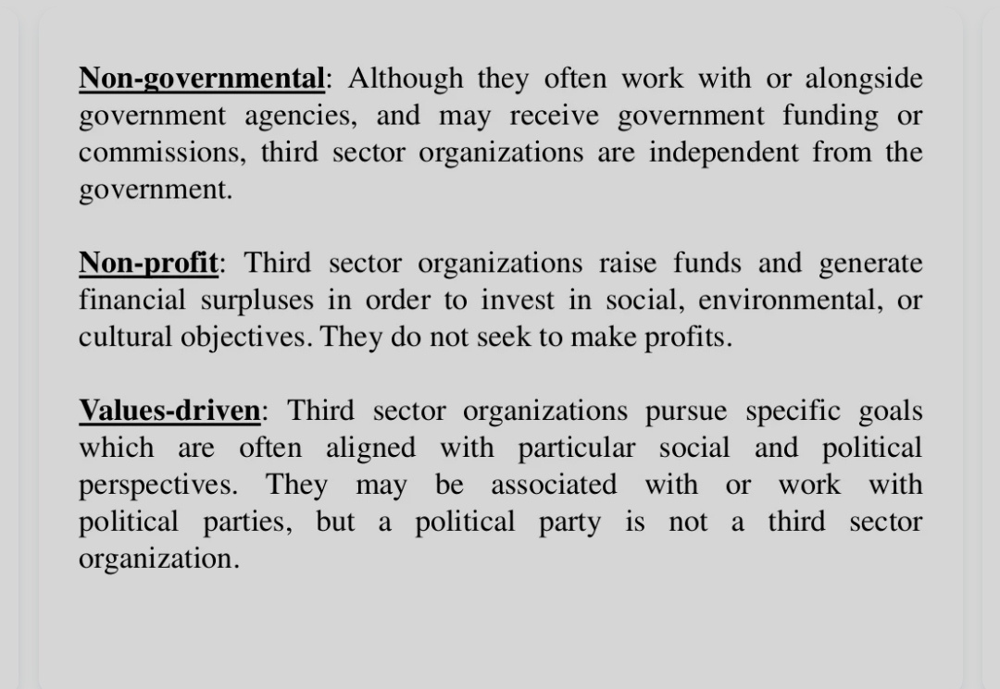 Non-governmental: Although they often work with or alongside
government agencies, and may receive government funding or
commissions, third sector organizations are independent from the
government.
Non-profit: Third sector organizations raise funds and generate
financial surpluses in order to invest in social, environmental, or
cultural objectives. They do not seek to make profits.
Values-driven: Third sector organizations pursue specific goals
which are often aligned with particular social and political
perspectives. They may be associated with or work with
political parties, but a political party is not a third sector
organization.